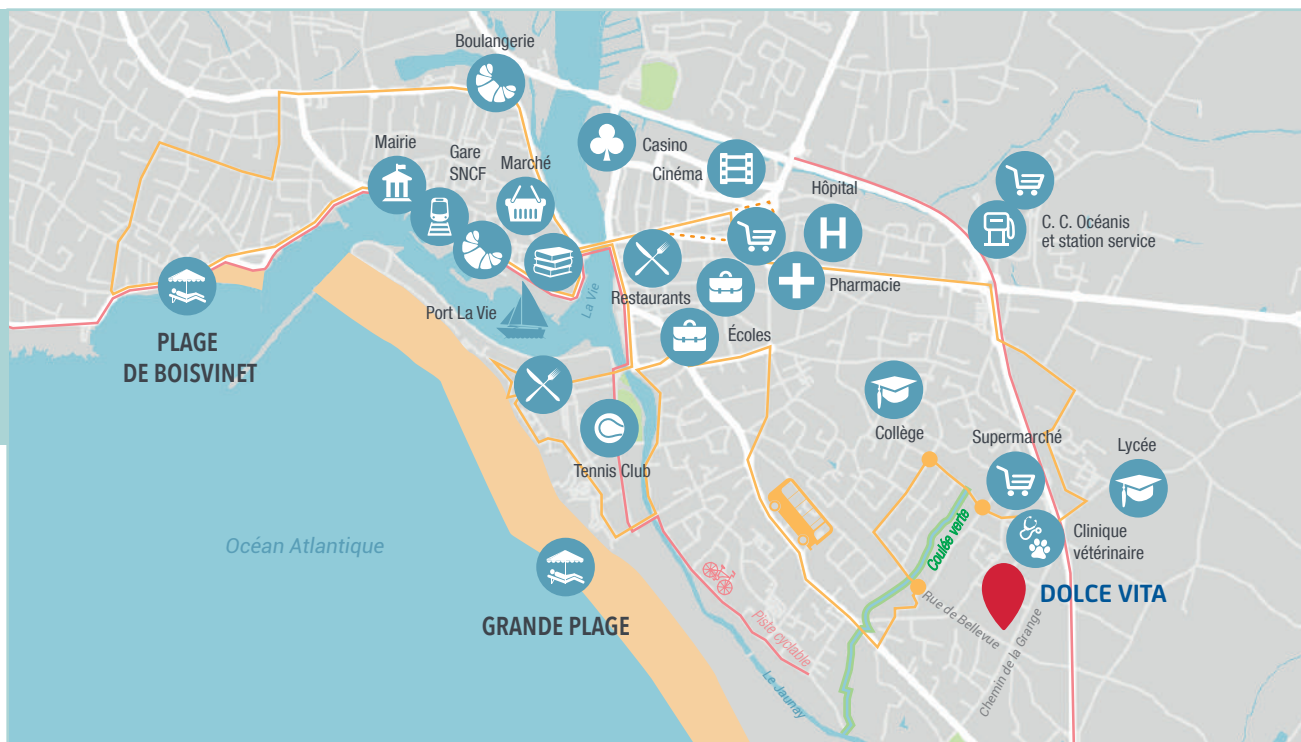 Boulangerie
Mairie
Gare
SNCF
Marché
Casino
Cinéma
Hôpital
H
C. C. Océanis
et station service
Pharmacie
Restaurants
La Vie
Port La Vie
Écoles
PLAGE
DE BOISVINET
Collège
Supermarché
Lycée
Tennis Club
Coulée verte
Clinique
vétérinaire
Océan Atlantique
DOLCE VITA
Rue de Bellevue
GRANDE PLAGE
Piste cyclable
Chemin de la Grange
Le Jaunay